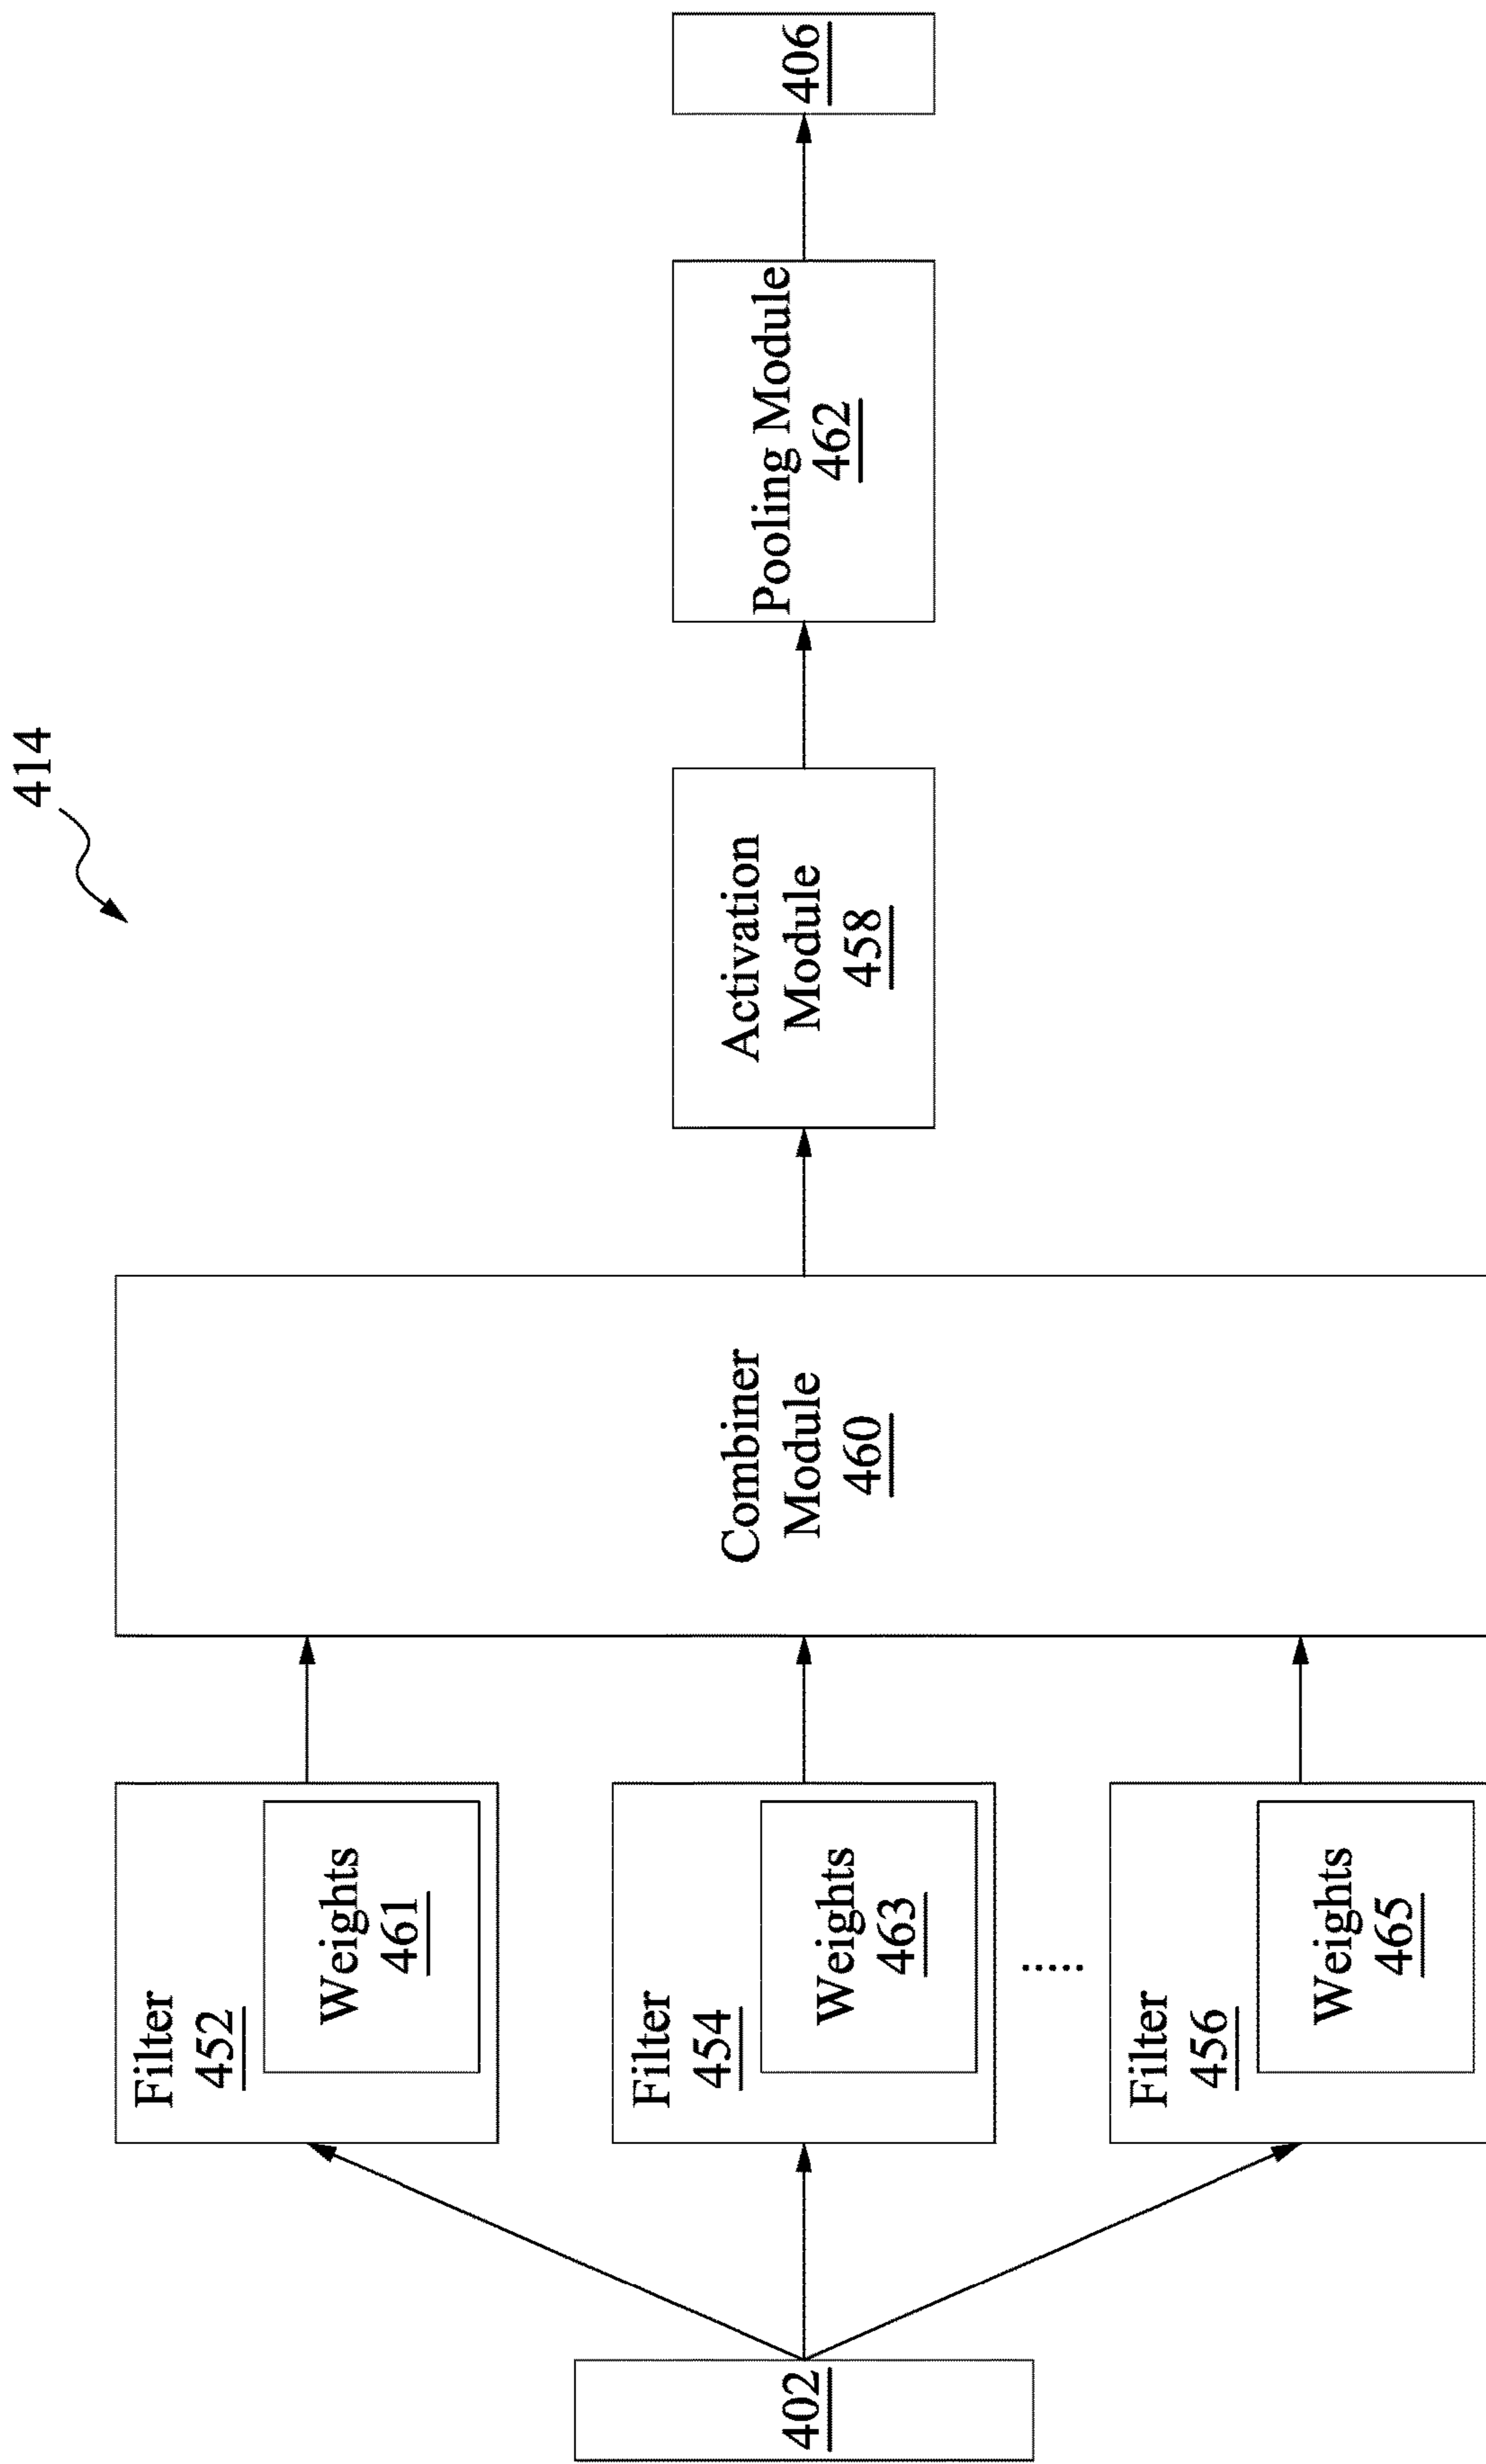 414
402
Filter
452
Weights
461
Filter
454
Weights
463
.....
Filter
456
Weights
465
Combiner
Module
460
Activation
Module
458
Pooling Module
462
406